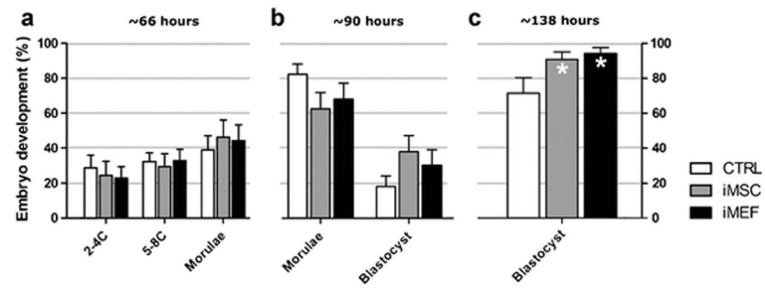 a ~66 hours
b ~90 hours
c ~138 hours
Embryo development (%)
100
80
60
40
20
0
2-4C
5-8C
Morulae
Morulae
Blastocyst
*
*
Blastocyst
100
80
60
40
20
0
CTRL
iMSC
iMEF